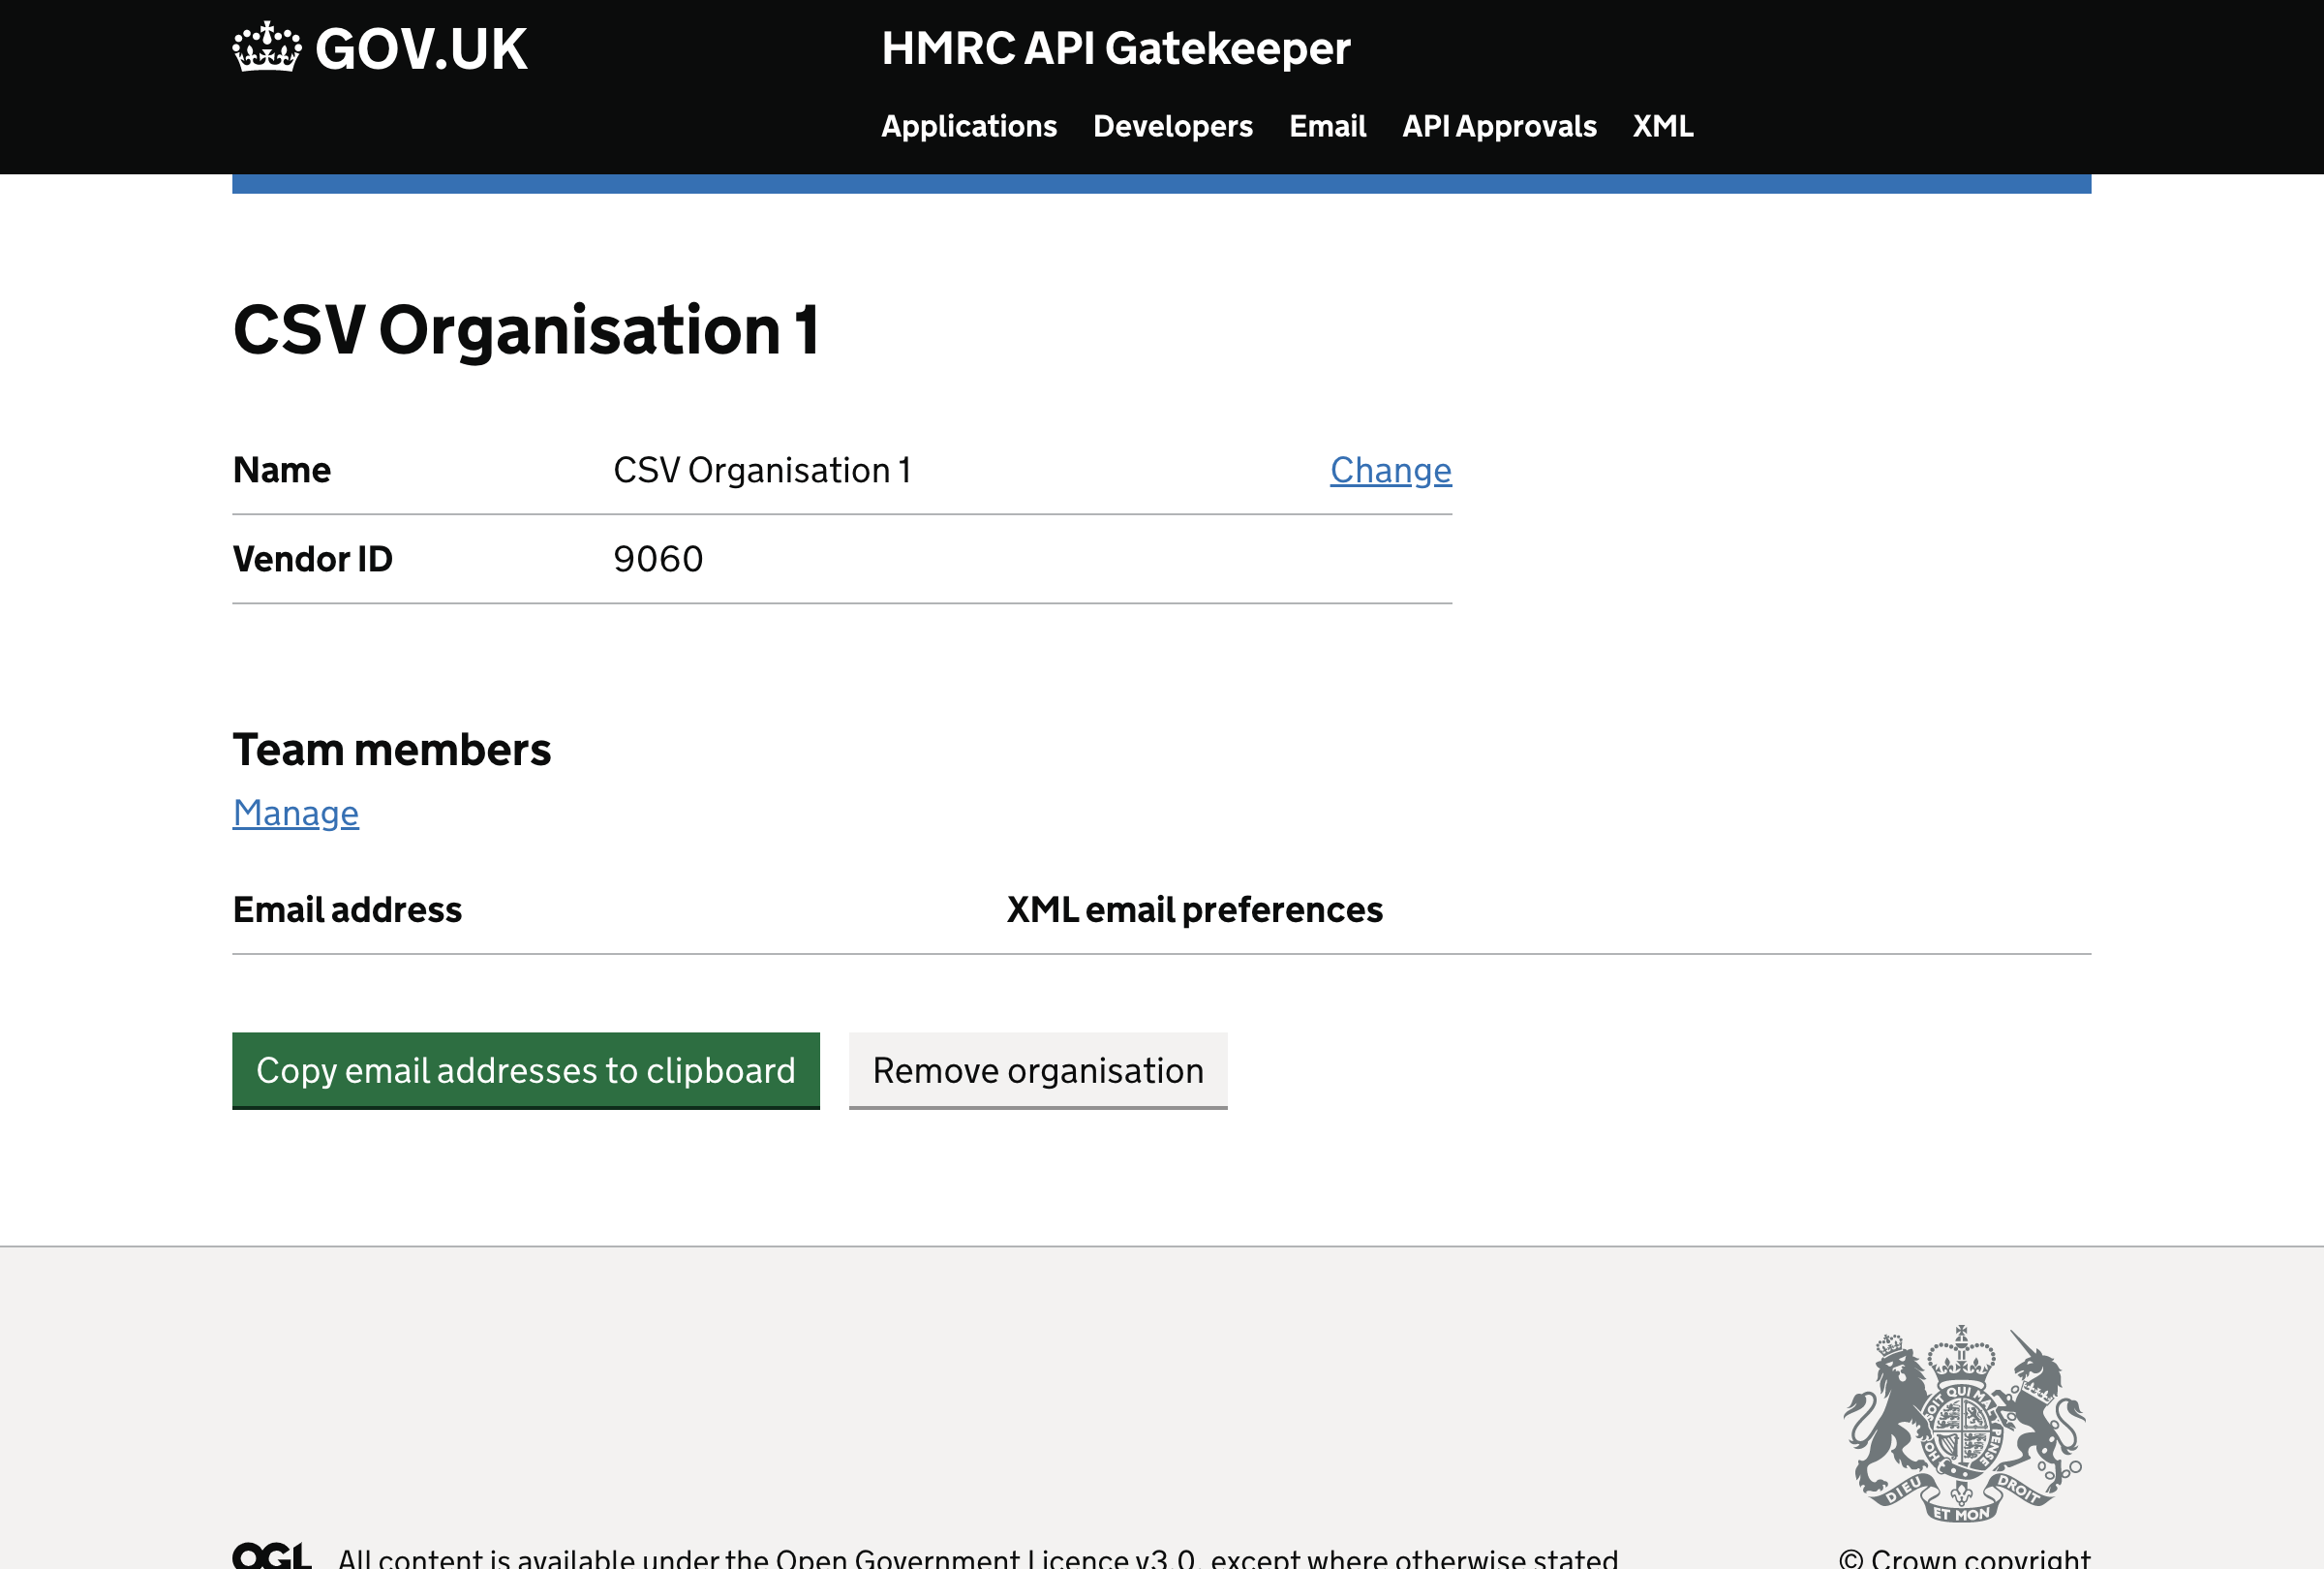 GOV.UK
HMRC API Gatekeeper
Applications Developers Email API Approvals XML
CSV Organisation 1
Name CSV Organisation 1 Change
Vendor ID 9060
Team members
Manage
Email address XML email preferences
Copy email addresses to clipboard Remove organisation
HONI SOIT QUI MAL Y PENSE
DIEU ET MON DROIT
OGL All content is available under the Open Government Licence v3.0, except where otherwise stated © Crown copyright